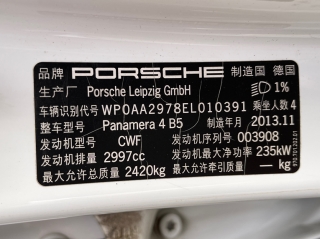 品牌 PORSCHE 制造国 德国
生产厂 Porsche Leipzig GmbH 1%
车辆识别代号 WP0AA2978EL010391 乘坐人数 4
整车型号 Panamera 4 B5 制造年月 2013.11
发动机型号 CWF 发动机序号 003908
发动机排量 2997cc 发动机最大净功率 235kW
最大允许总质量 2420kg 最大允许牵引质量 — kg